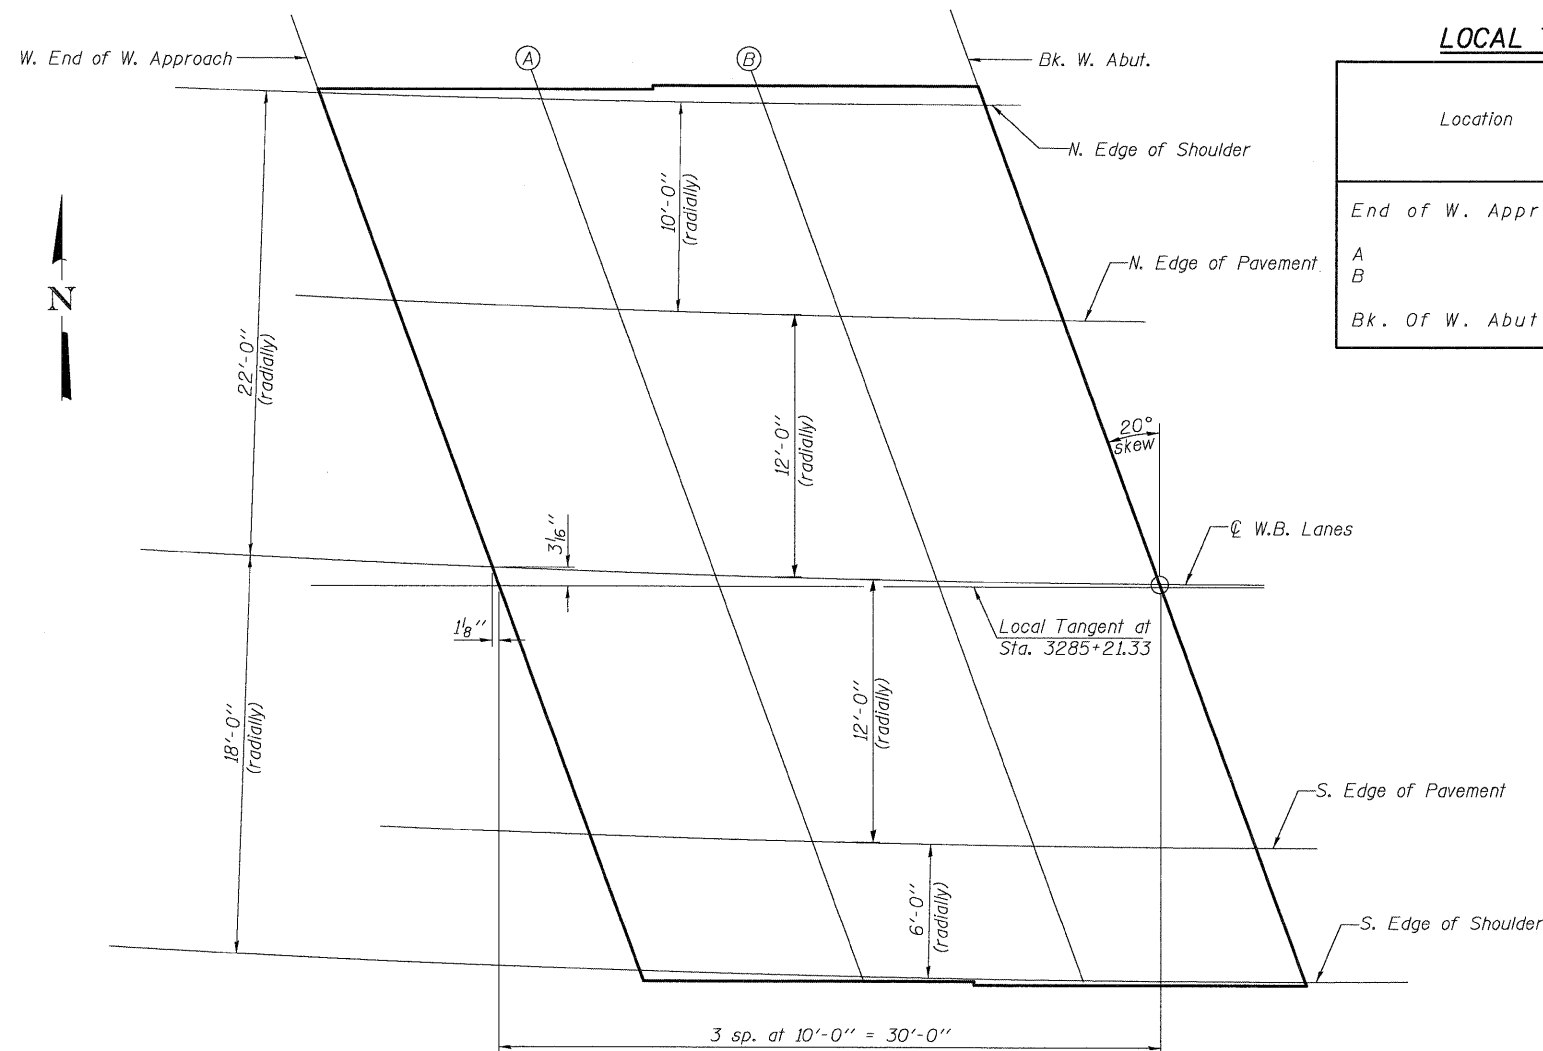 LOCAL
W. End of W. Approach
A
B
Bk. W. Abut.
Location
N. Edge of Shoulder
10'-0"
(radially)
End of W. Appr
A
B
Bk. Of W. Abut
N. Edge of Pavement
N
22'-0"
(radially)
12'-0"
(radially)
20°
skew
3 1/16"
℄ W.B. Lanes
1 1/8"
Local Tangent at
Sta. 3285+21.33
18'-0"
(radially)
12'-0"
(radially)
S. Edge of Pavement
6'-0"
(radially)
S. Edge of Shoulder
3 sp. at 10'-0" = 30'-0"